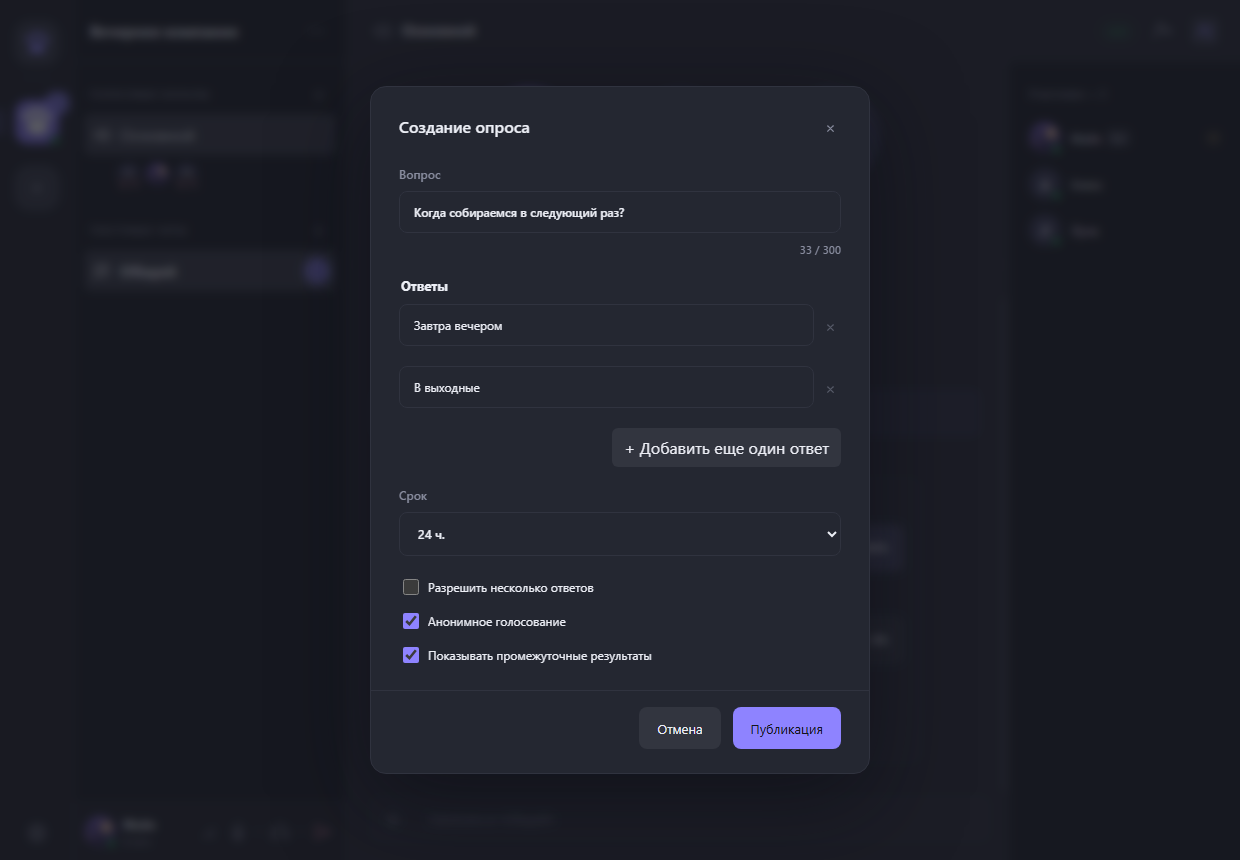 Создание опроса
×
Вопрос
Когда собираемся в следующий раз?
33 / 300
Ответы
Завтра вечером
×
В выходные
×
+ Добавить еще один ответ
Срок
24 ч.
Разрешить несколько ответов
Анонимное голосование
Показывать промежуточные результаты
Отмена
Публикация